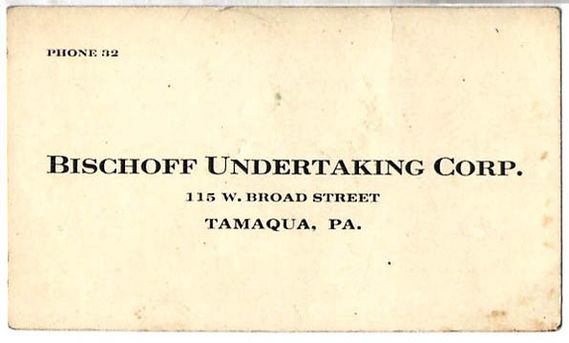 PHONE 32
BISCHOFF UNDERTAKING CORP.
115 W. BROAD STREET
TAMAQUA, PA.